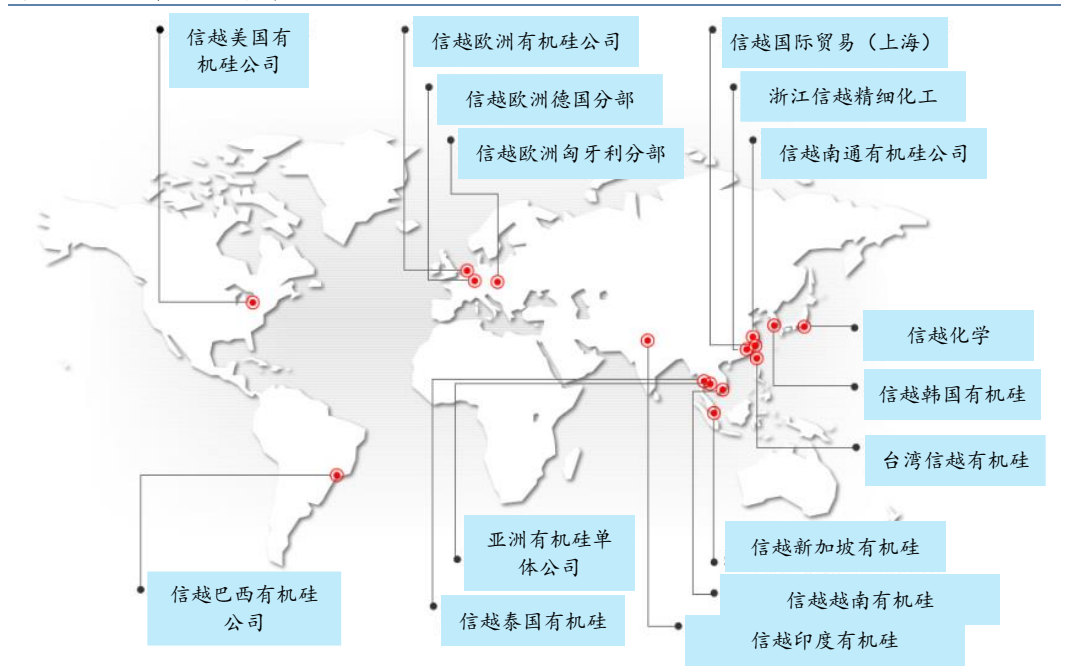 信越美国有
机硅公司
信越欧洲有机硅公司
信越国际贸易（上海）
信越欧洲德国分部
浙江信越精细化工
信越欧洲匈牙利分部
信越南通有机硅公司
信越化学
信越韩国有机硅
台湾信越有机硅
亚洲有机硅单
体公司
信越新加坡有机硅
信越巴西有机硅
公司
信越泰国有机硅
信越越南有机硅
信越印度有机硅